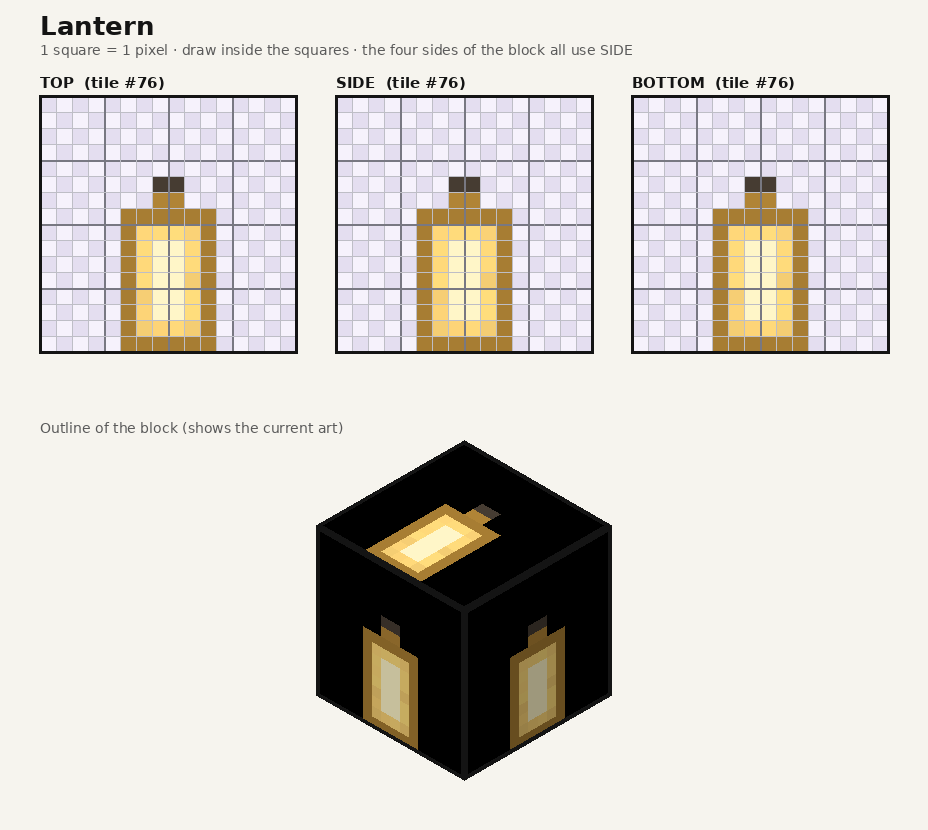 Lantern
1 square = 1 pixel · draw inside the squares · the four sides of the block all use SIDE
TOP (tile #76)
SIDE (tile #76)
BOTTOM (tile #76)
Outline of the block (shows the current art)